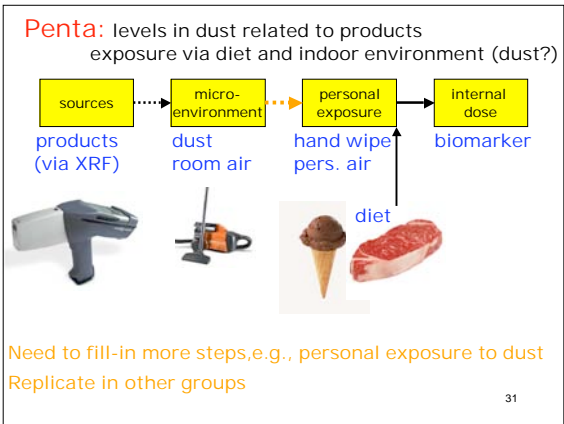 Penta: levels in dust related to products
exposure via diet and indoor environment (dust?)
sources
micro-
environment
personal
exposure
internal
dose
products
(via XRF)
dust
room air
hand wipe
pers. air
biomarker
diet
Need to fill-in more steps,e.g., personal exposure to dust
Replicate in other groups
31